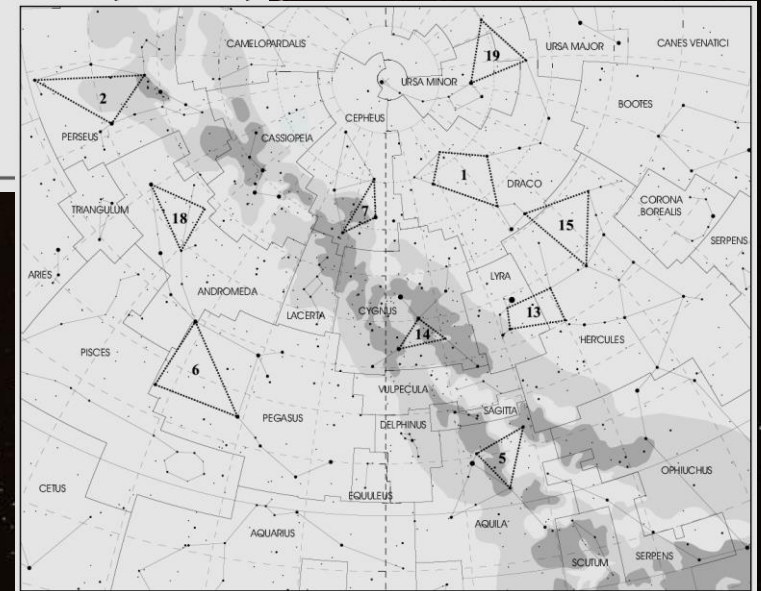 CAMELOPARDALIS
19
URSA MAJOR
CANES VENATICI
URSA MINOR
2
BOOTES
CEPHEUS
PERSEUS
CASSIOPEIA
1
DRACO
CORONA
BOREALIS
TRIANGULUM
18
7
15
SERPENS
ARIES
LYRA
ANDROMEDA
LACERTA
CYGNUS
13
14
HERCULES
PISCES
6
VULPECULA
SAGITTA
PEGASUS
DELPHINUS
5
OPHIUCHUS
CETUS
EQUULEUS
AQUARIUS
AQUILA
SCUTUM
SERPENS